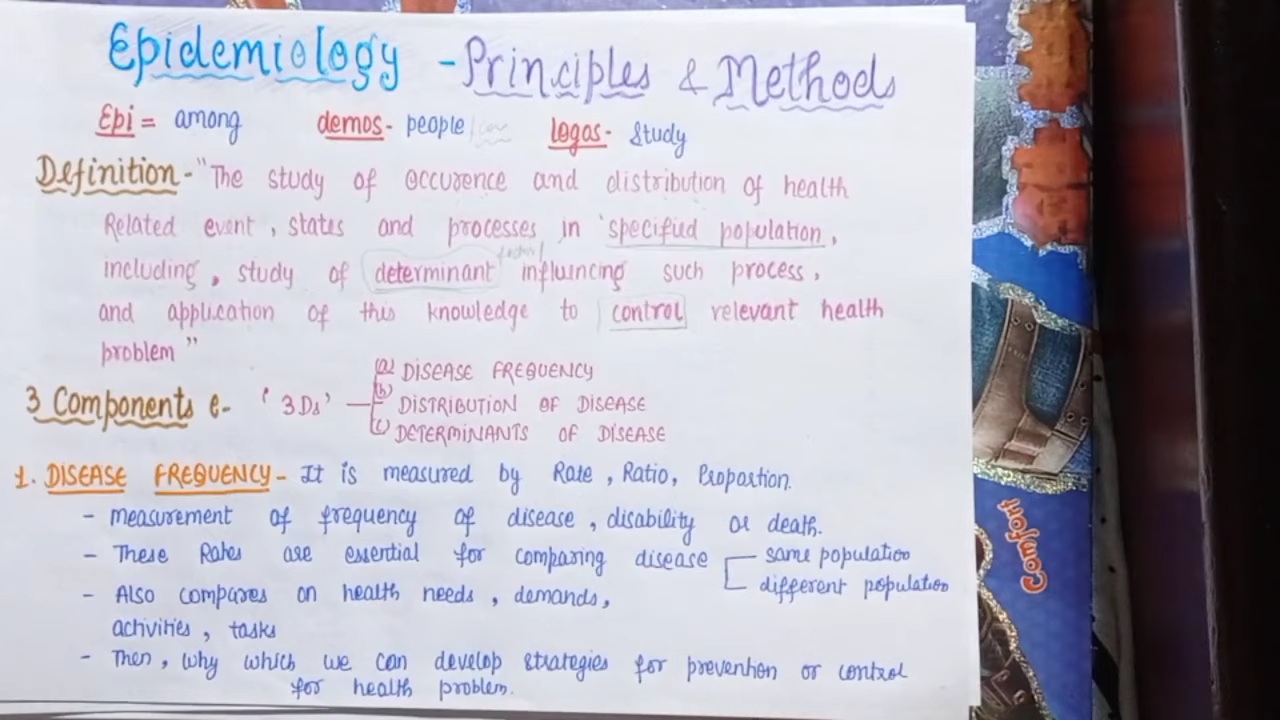 Epidemiology - Principles & Methods
Epi = among demos- people logos- Study
Definition- "The study of occurence and distribution of health
Related event, states and processes in 'specified population,
including, study of determinant influencing such process,
and application of this knowledge to control relevant health
problem"
3 Components e- '3Ds'
(a) DISEASE FREQUENCY
(b) DISTRIBUTION OF DISEASE
(c) DETERMINANTS OF DISEASE
1. DISEASE FREQUENCY- It is measured by Rate, Ratio, Proportion.
- measurement of frequency of disease, disability or death.
- These Rates are essential for comparing disease same population
different population
- Also compares on health needs, demands,
activities, tasks
- Then, why which we can develop strategies for prevention or control
for health problem.
Comfort